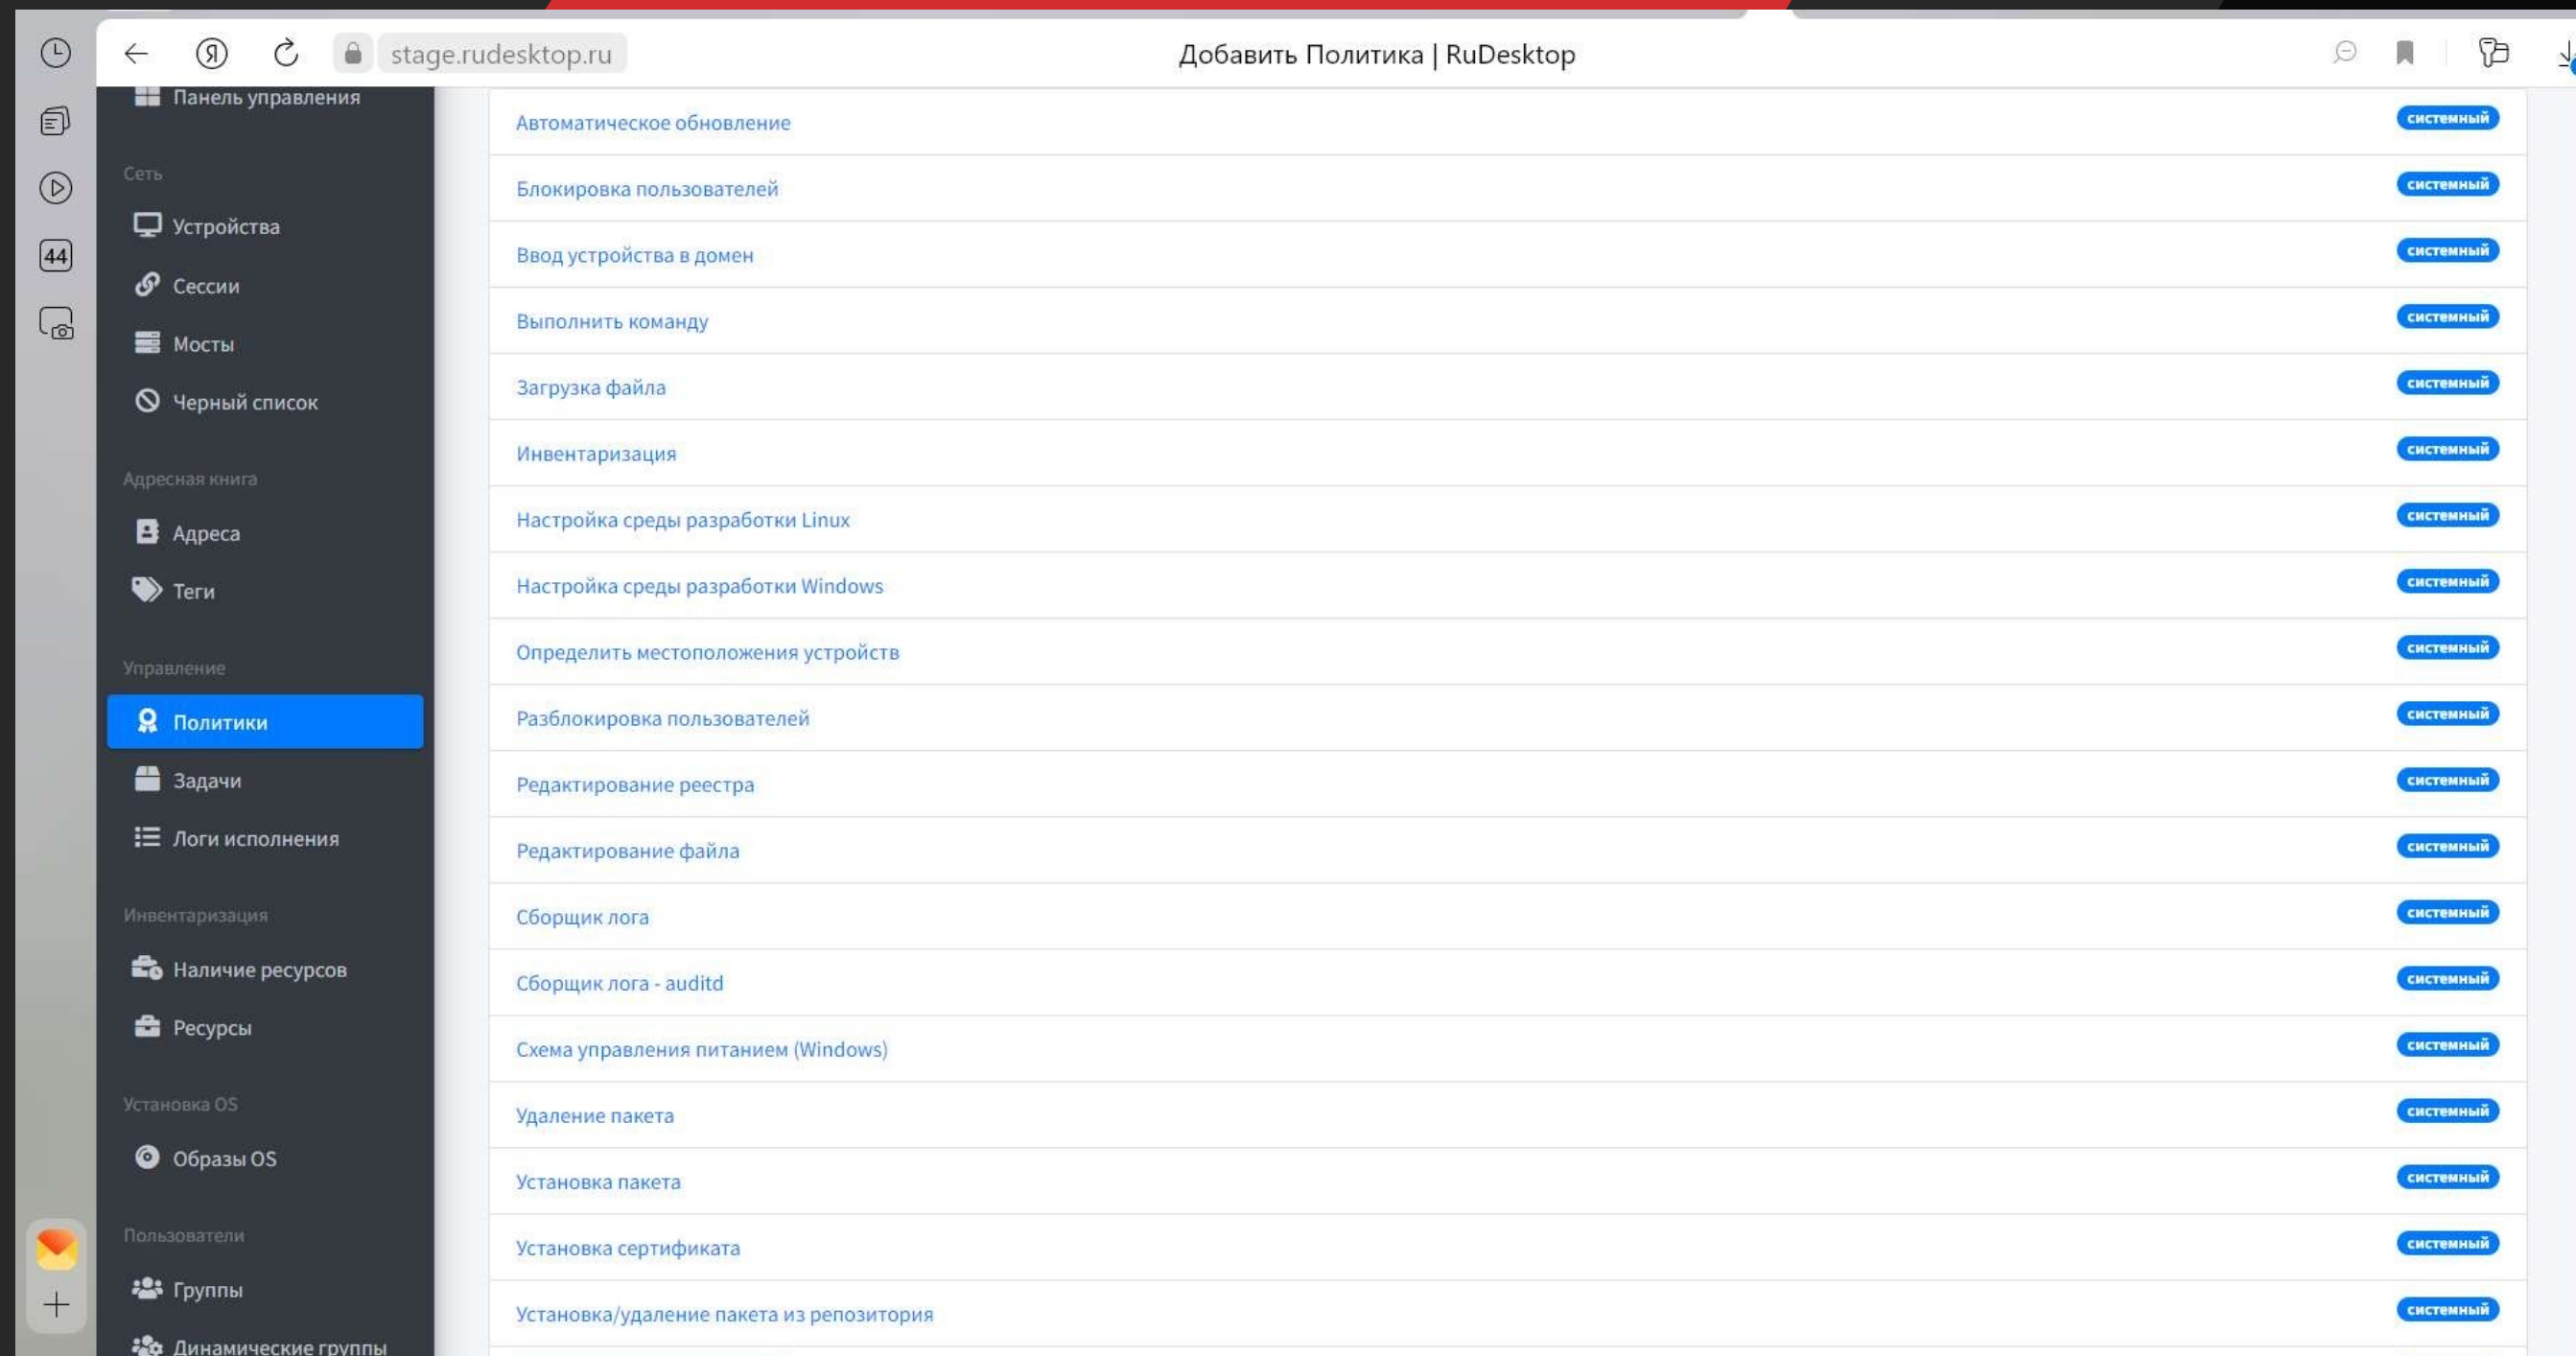 stage.rudesktop.ru
Добавить Политика | RuDesktop
44
Панель управления
Сеть
Устройства
Сессии
Мосты
Черный список
Адресная книга
Адреса
Теги
Управление
Политики
Задачи
Логи исполнения
Инвентаризация
Наличие ресурсов
Ресурсы
Установка OS
Образы OS
Пользователи
Группы
Динамические группы
Автоматическое обновление системный
Блокировка пользователей системный
Ввод устройства в домен системный
Выполнить команду системный
Загрузка файла системный
Инвентаризация системный
Настройка среды разработки Linux системный
Настройка среды разработки Windows системный
Определить местоположения устройств системный
Разблокировка пользователей системный
Редактирование реестра системный
Редактирование файла системный
Сборщик лога системный
Сборщик лога - auditd системный
Схема управления питанием (Windows) системный
Удаление пакета системный
Установка пакета системный
Установка сертификата системный
Установка/удаление пакета из репозитория системный